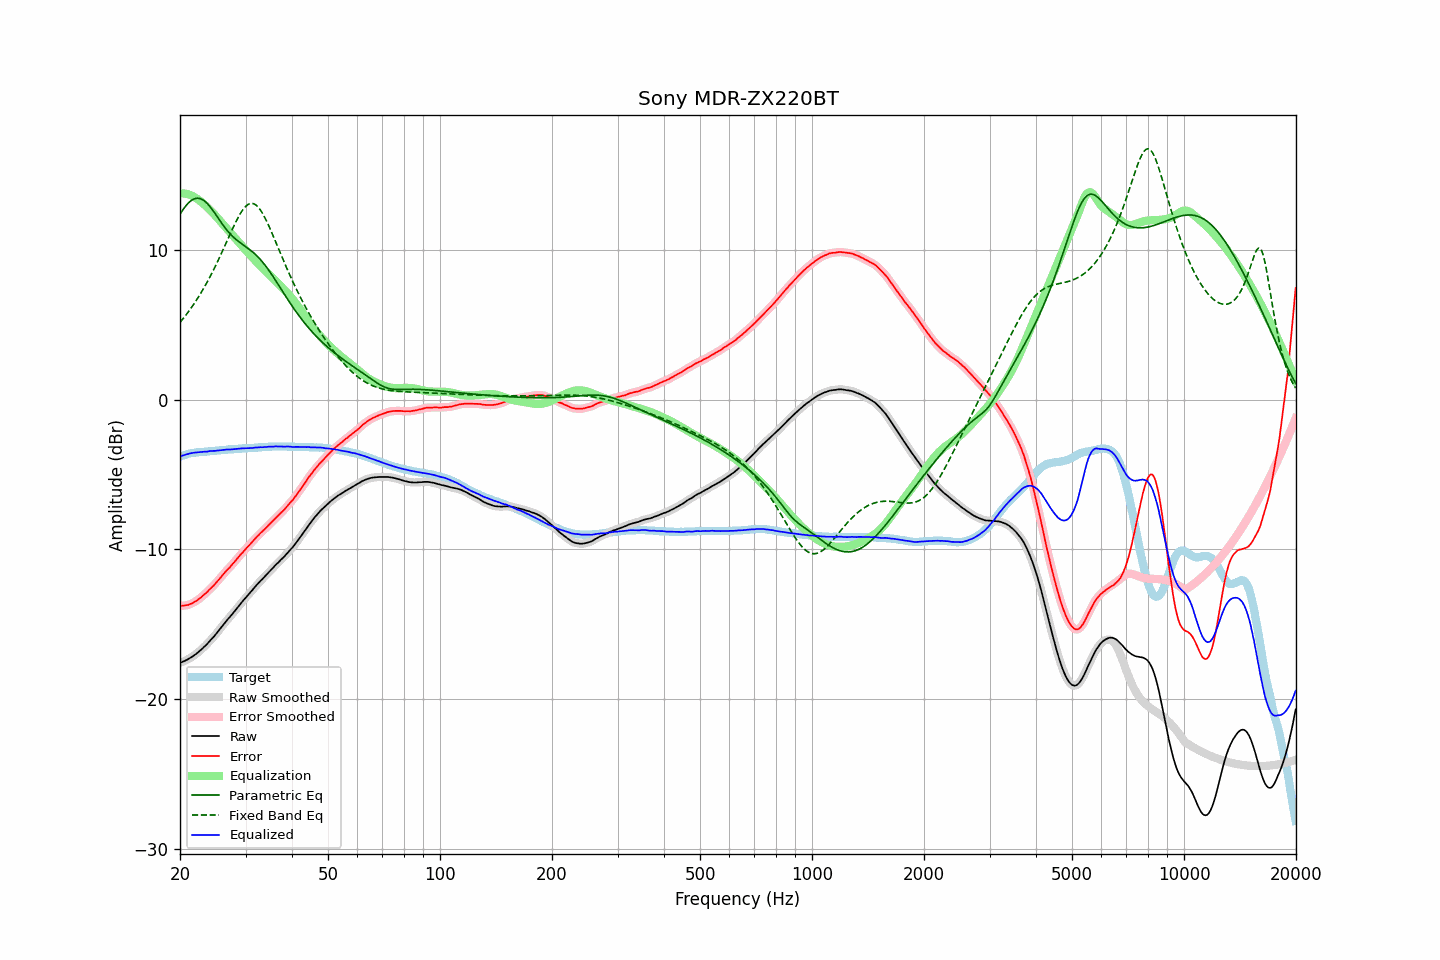 Sony MDR-ZX220BT
Amplitude (dBr)
10
0
−10
−20
−30
Target
Raw Smoothed
Error Smoothed
Raw
Error
Equalization
Parametric Eq
Fixed Band Eq
Equalized
20 50 100 200 500 1000 2000 5000 10000 20000
Frequency (Hz)